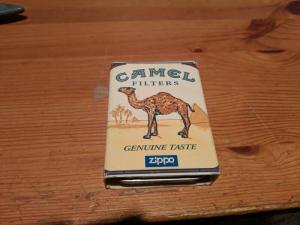 CAMEL
FILTERS
GENUINE TASTE
zippo